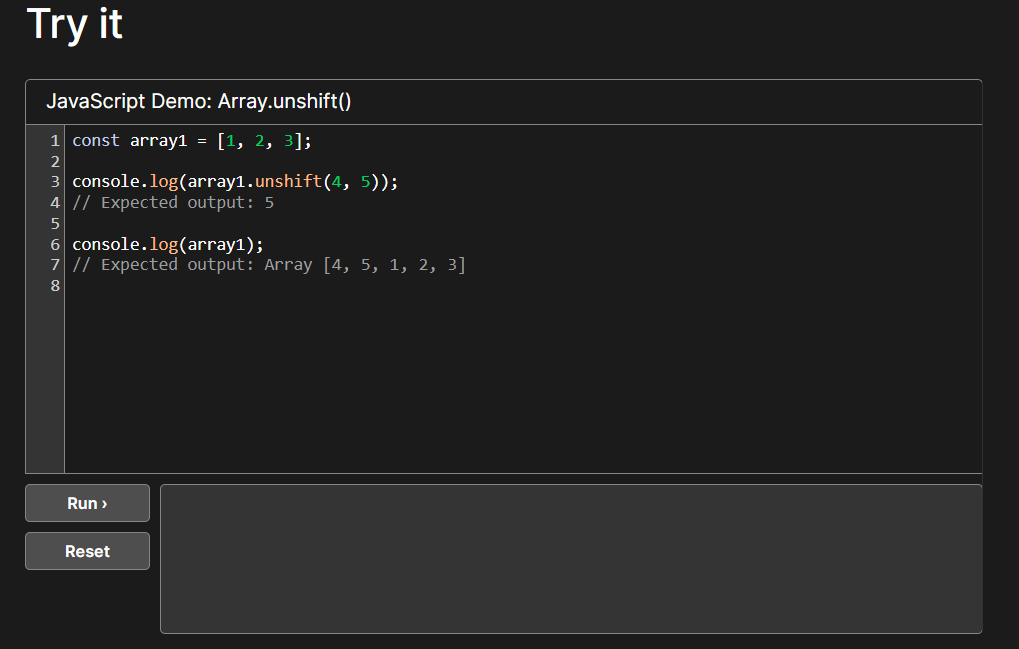 Try it
JavaScript Demo: Array.unshift()
1 const array1 = [1, 2, 3];
2
3 console.log(array1.unshift(4, 5));
4 // Expected output: 5
5
6 console.log(array1);
7 // Expected output: Array [4, 5, 1, 2, 3]
8
Run ›
Reset